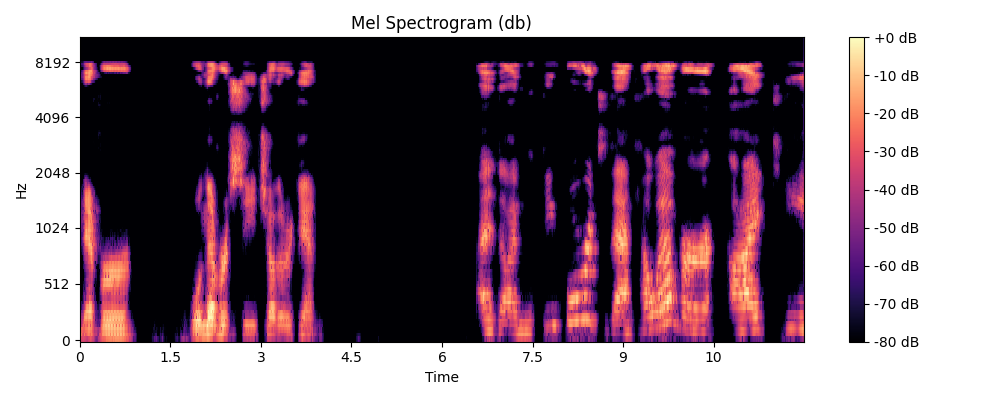 Mel Spectrogram (db)
8192
4096
2048
1024
512
0
Hz
0 1.5 3 4.5 6 7.5 9 10
Time
+0 dB
-10 dB
-20 dB
-30 dB
-40 dB
-50 dB
-60 dB
-70 dB
-80 dB